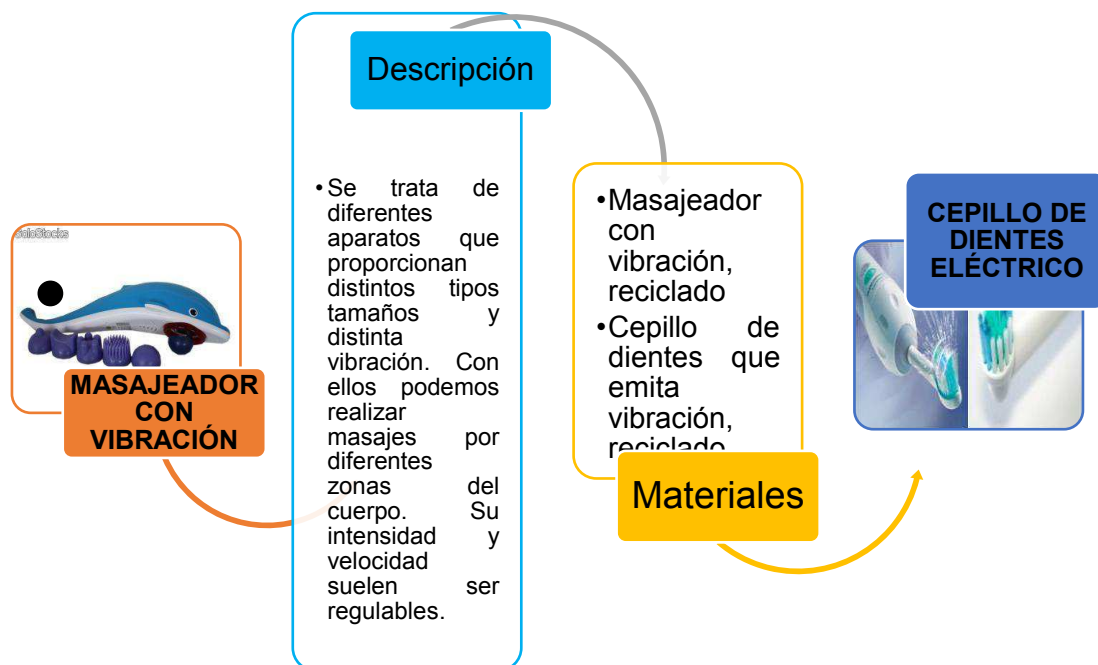 Descripción
• Se trata de
diferentes
aparatos que
proporcionan
distintos tipos
tamaños y
distinta
vibración. Con
ellos podemos
realizar
masajes por
diferentes
zonas del
cuerpo. Su
intensidad y
velocidad
suelen ser
regulables.
MASAJEADOR
CON
VIBRACIÓN
•Masajeador
con
vibración,
reciclado
•Cepillo de
dientes que
emita
vibración,
reciclado
Materiales
CEPILLO DE
DIENTES
ELÉCTRICO